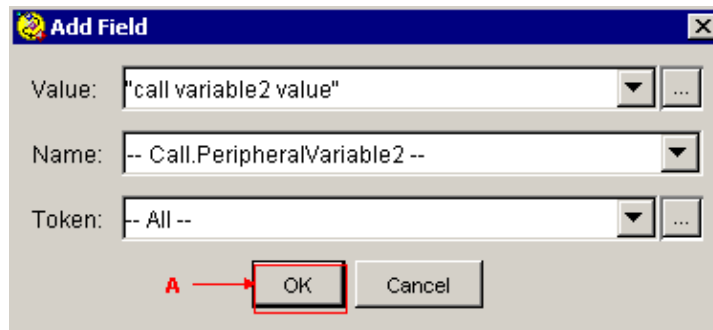 Add Field
Value: "call variable2 value" ...
Name: -- Call.PeripheralVariable2 --
Token: -- All -- ...
A OK Cancel